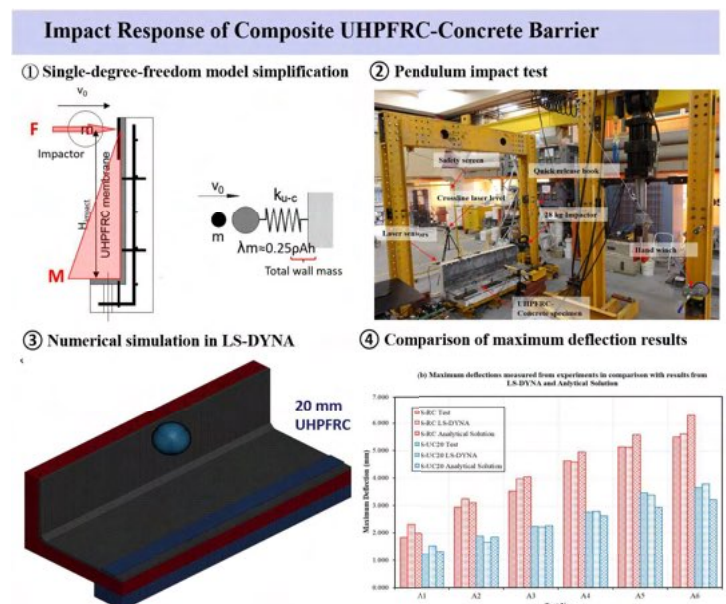 Impact Response of Composite UHPFRC-Concrete Barrier
① Single-degree-freedom model simplification
v0
F
m
Impactor
Himpact
UHPFRC membrane
M
v0
m
ku-c
λm≈0.25ρAh
Total wall mass
② Pendulum impact test
Safety screen
Quick release hook
Crossline laser level
28 kg Impactor
Laser sensors
Hand winch
UHPFRC-
Concrete specimen
③ Numerical simulation in LS-DYNA
20 mm
UHPFRC
④ Comparison of maximum deflection results
(b) Maximum deflections measured from experiments in comparison with results from
LS-DYNA and Anlytical Solution
Maximum Deflection (mm)
7.000
6.000
5.000
4.000
3.000
2.000
1.000
0.000
6-RC Test
6-RC LS-DYNA
6-RC Analytical Solution
6-UC20 Test
6-UC20 LS-DYNA
6-UC20 Analytical Solution
A1
A2
A3
A4
A5
A6